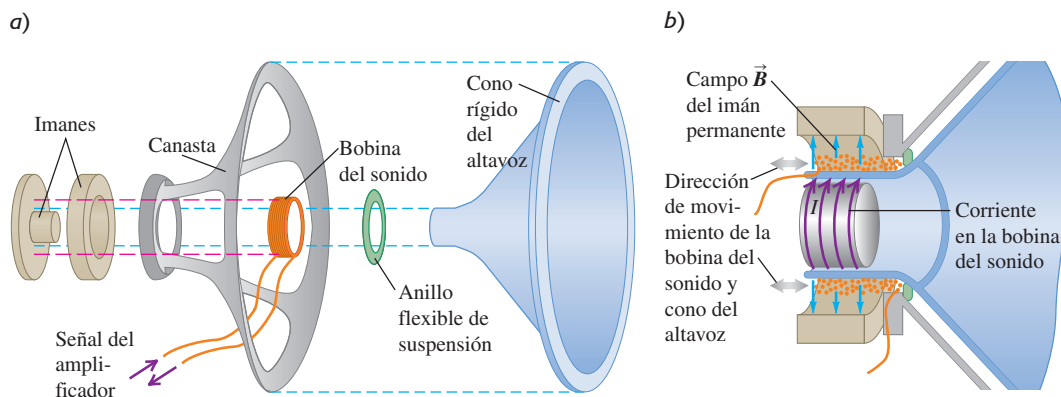 a)
Imanes
Canasta
Bobina
del sonido
Cono
rígido
del
altavoz
Anillo
flexible de
suspensión
Señal del
ampli-
ficador
b)
Campo B
del imán
permanente
Dirección
de movi-
miento de la
bobina del
sonido y
cono del
altavoz
I
Corriente
en la bobina
del sonido